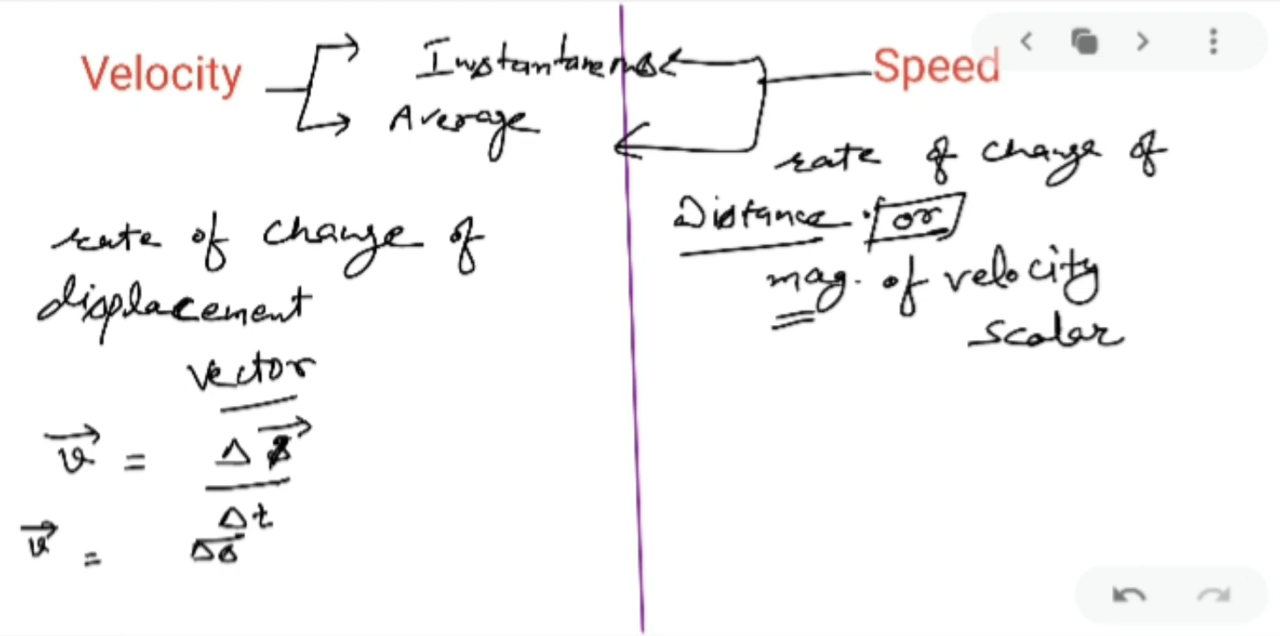 Velocity
Instantaneous
Average
Speed
rate of change of
displacement
vector
v⃗ = Δs⃗
Δt
v⃗ = Δs
rate of change of
Distance. or
mag. of velocity
scalar